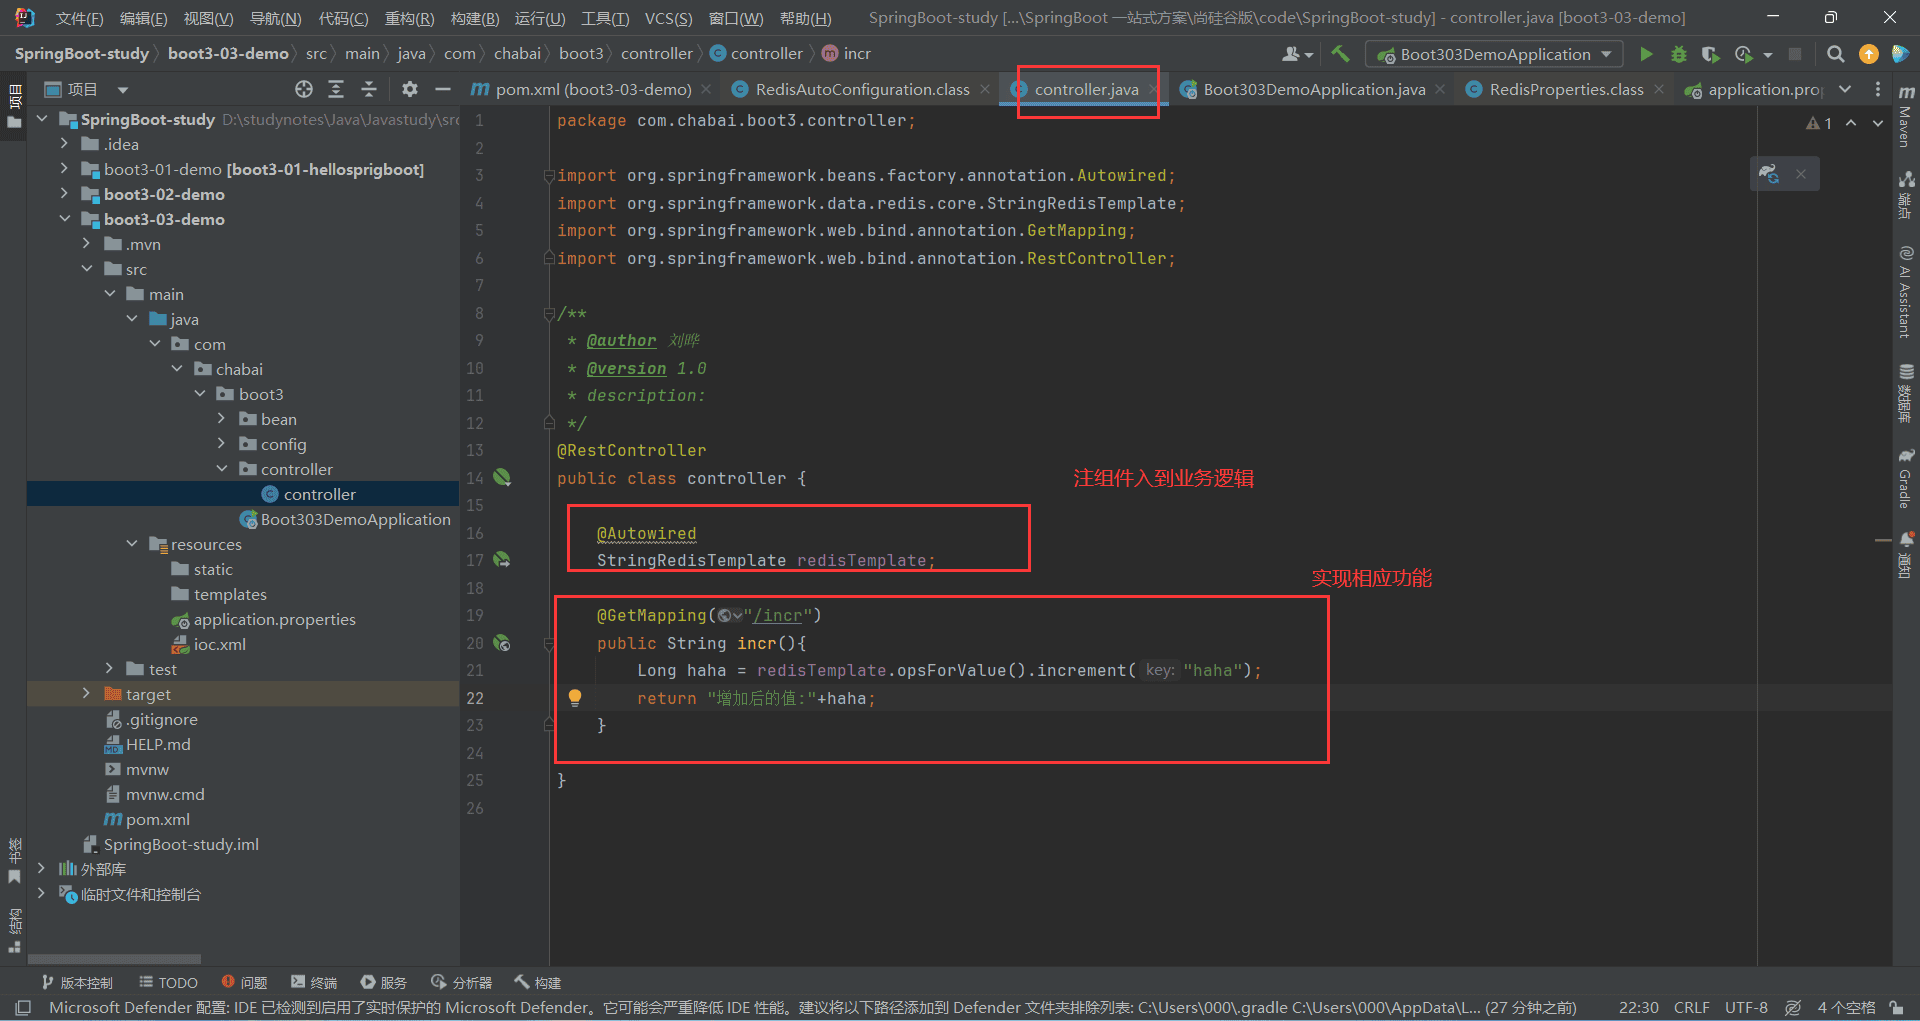 文件(F) 编辑(E) 视图(V) 导航(N) 代码(C) 重构(R) 构建(B) 运行(U) 工具(T) VCS(S) 窗口(W) 帮助(H) SpringBoot-study [...\SpringBoot 一站式方案\尚硅谷版\code\SpringBoot-study] - controller.java [boot3-03-demo]
SpringBoot-study boot3-03-demo src main java com chabai boot3 controller controller incr Boot303DemoApplication
项目 pom.xml (boot3-03-demo) RedisAutoConfiguration.class controller.java Boot303DemoApplication.java RedisProperties.class application.pro
项目
SpringBoot-study D:\studynotes\Java\Javastudy\src
.idea
boot3-01-demo [boot3-01-hellosprigboot]
boot3-02-demo
boot3-03-demo
.mvn
src
main
java
com
chabai
boot3
bean
config
controller
controller
Boot303DemoApplication
resources
static
templates
application.properties
ioc.xml
test
target
.gitignore
HELP.md
mvnw
mvnw.cmd
pom.xml
SpringBoot-study.iml
外部库
临时文件和控制台
书签
结构
1 package com.chabai.boot3.controller;
2
3 import org.springframework.beans.factory.annotation.Autowired;
4 import org.springframework.data.redis.core.StringRedisTemplate;
5 import org.springframework.web.bind.annotation.GetMapping;
6 import org.springframework.web.bind.annotation.RestController;
7
8 /**
9 * @author 刘晔
10 * @version 1.0
11 * description:
12 */
13 @RestController
14 public class controller {
注组件入到业务逻辑
15
16 @Autowired
17 StringRedisTemplate redisTemplate;
实现相应功能
18
19 @GetMapping("/incr")
20 public String incr(){
21 Long haha = redisTemplate.opsForValue().increment( key: "haha");
22 return "增加后的值:"+haha;
23 }
24
25 }
26
1
Maven
端点
AI Assistant
数据库
Gradle
通知
版本控制 TODO 问题 终端 服务 分析器 构建
Microsoft Defender 配置: IDE 已检测到启用了实时保护的 Microsoft Defender。它可能会严重降低 IDE 性能。建议将以下路径添加到 Defender 文件夹排除列表: C:\Users\000\.gradle C:\Users\000\AppData\L... (27 分钟之前) 22:30 CRLF UTF-8 4 个空格